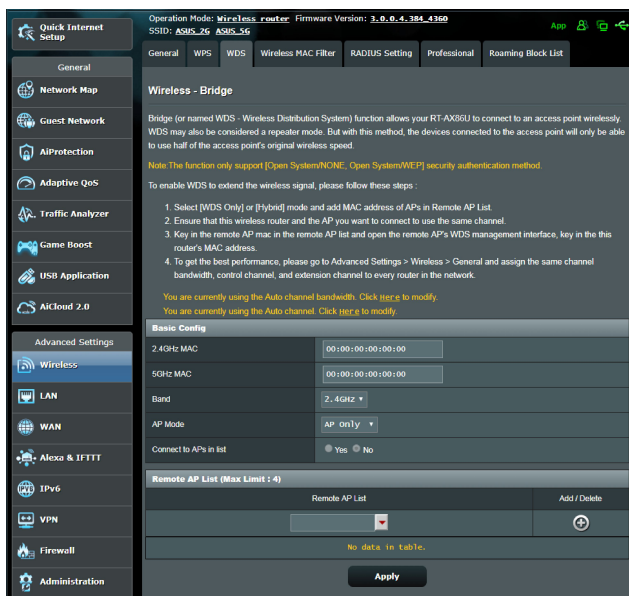 Quick Internet
Setup
General
Network Map
Guest Network
AiProtection
Adaptive QoS
Traffic Analyzer
Game Boost
USB Application
AiCloud 2.0
Advanced Settings
Wireless
LAN
WAN
Alexa & IFTTT
IPv6
VPN
Firewall
Administration
Operation Mode: Wireless router Firmware Version: 3.0.0.4.384_4360
SSID: ASUS_2G ASUS_5G
App
General WPS WDS Wireless MAC Filter RADIUS Setting Professional Roaming Block List
Wireless - Bridge
Bridge (or named WDS - Wireless Distribution System) function allows your RT-AX86U to connect to an access point wirelessly.
WDS may also be considered a repeater mode. But with this method, the devices connected to the access point will only be able
to use half of the access point's original wireless speed.
Note:The function only support [Open System/NONE, Open System/WEP] security authentication method.
To enable WDS to extend the wireless signal, please follow these steps :
1. Select [WDS Only] or [Hybrid] mode and add MAC address of APs in Remote AP List.
2. Ensure that this wireless router and the AP you want to connect to use the same channel.
3. Key in the remote AP mac in the remote AP list and open the remote AP's WDS management interface, key in the this
router's MAC address.
4. To get the best performance, please go to Advanced Settings > Wireless > General and assign the same channel
bandwidth, control channel, and extension channel to every router in the network.
You are currently using the Auto channel bandwidth. Click Here to modify.
You are currently using the Auto channel. Click Here to modify.
Basic Config
2.4GHz MAC 00:00:00:00:00:00
5GHz MAC 00:00:00:00:00:00
Band 2.4GHz
AP Mode AP Only
Connect to APs in list Yes No
Remote AP List (Max Limit : 4)
Remote AP List Add / Delete
No data in table.
Apply